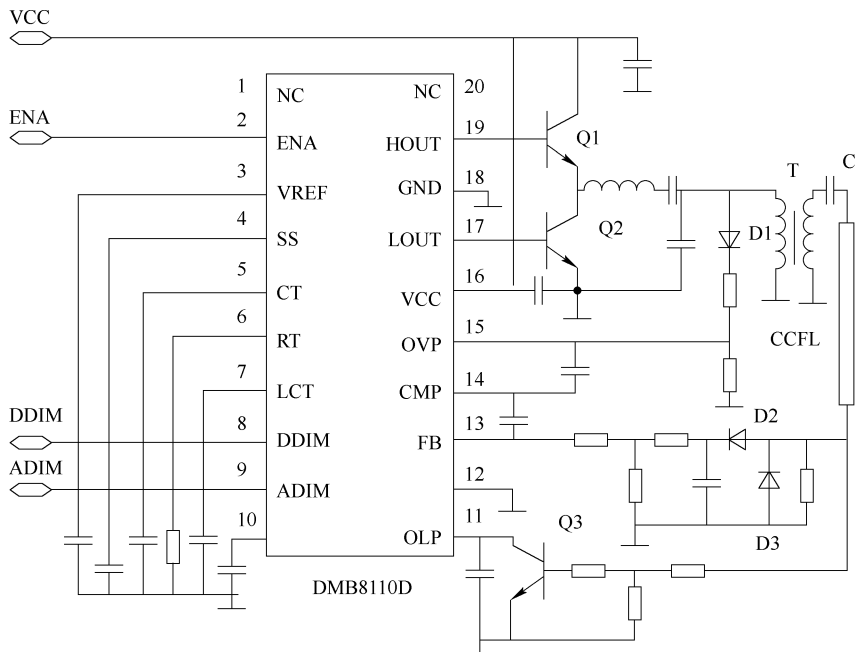 VCC
ENA
DDIM
ADIM
1
NC
2
ENA
3
VREF
4
SS
5
CT
6
RT
7
LCT
8
DDIM
9
ADIM
10
NC
20
HOUT
19
GND
18
LOUT
17
VCC
16
OVP
15
CMP
14
FB
13
12
OLP
11
DMB8110D
Q1
Q2
D1
T
C
CCFL
D2
D3
Q3